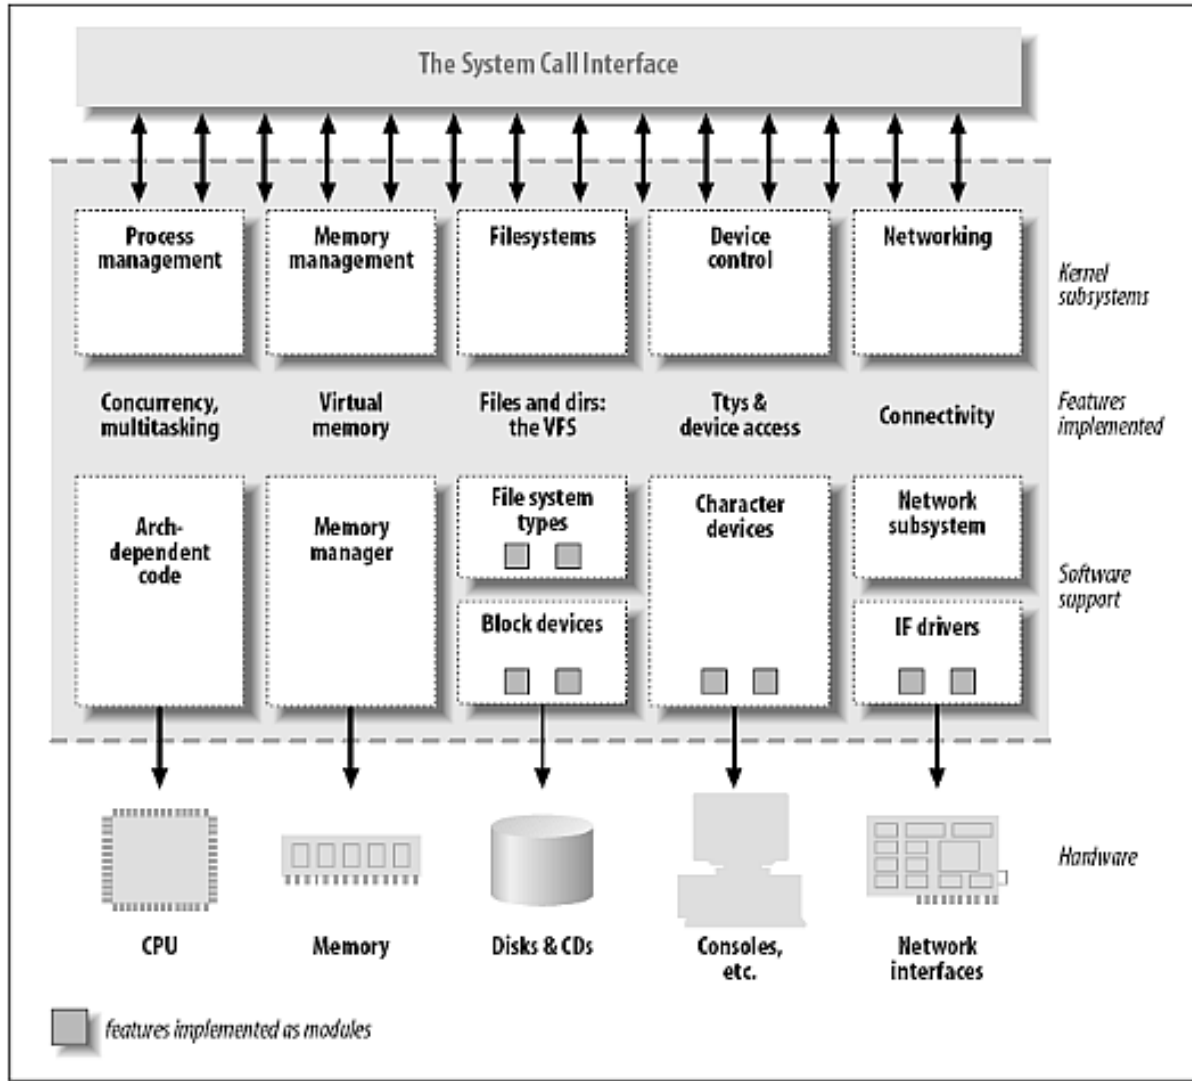 The System Call Interface
Process
management
Memory
management
Filesystems
Device
control
Networking
Kernel
subsystems
Concurrency,
multitasking
Virtual
memory
Files and dirs:
the VFS
Ttys &
device access
Connectivity
Features
implemented
Arch-
dependent
code
Memory
manager
File system
types
Block devices
Character
devices
Network
subsystem
IF drivers
Software
support
Hardware
CPU
Memory
Disks & CDs
Consoles,
etc.
Network
interfaces
features implemented as modules